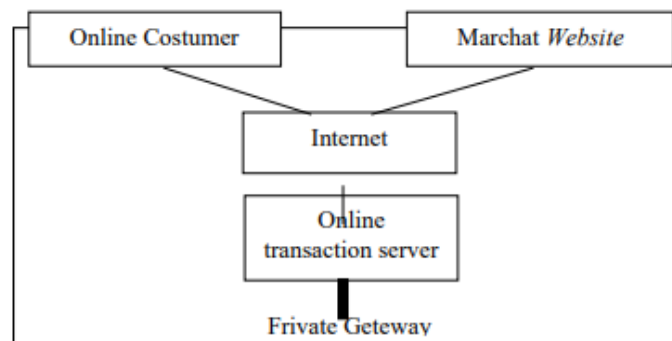 Online Costumer
Marchat Website
Internet
Online
transaction server
Frivate Geteway